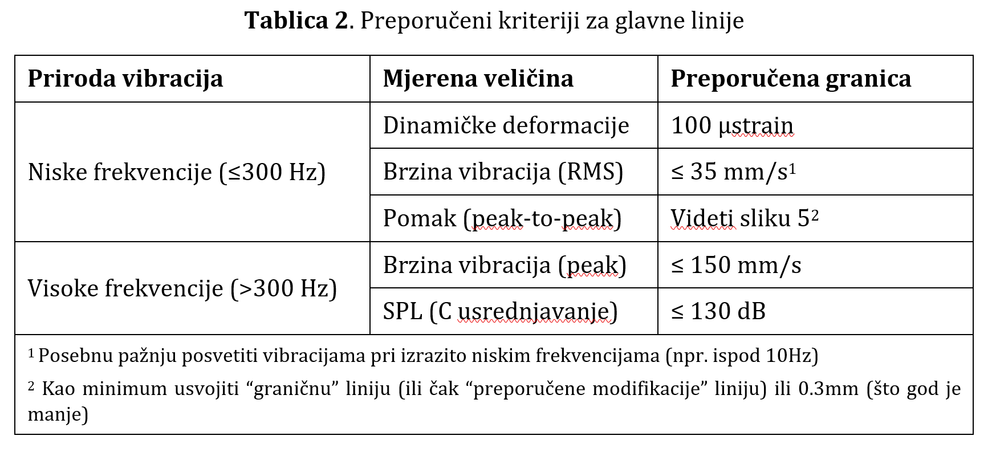 Tablica 2. Preporučeni kriteriji za glavne linije
Priroda vibracija
Mjerena veličina
Preporučena granica
Niske frekvencije (≤300 Hz)
Dinamičke deformacije
100 μstrain
Brzina vibracija (RMS)
≤ 35 mm/s¹
Pomak (peak-to-peak)
Videti sliku 5²
Visoke frekvencije (>300 Hz)
Brzina vibracija (peak)
≤ 150 mm/s
SPL (C usrednjavanje)
≤ 130 dB
¹ Posebnu pažnju posvetiti vibracijama pri izrazito niskim frekvencijama (npr. ispod 10Hz)
² Kao minimum usvojiti “graničnu” liniju (ili čak “preporučene modifikacije” liniju) ili 0.3mm (što god je
manje)